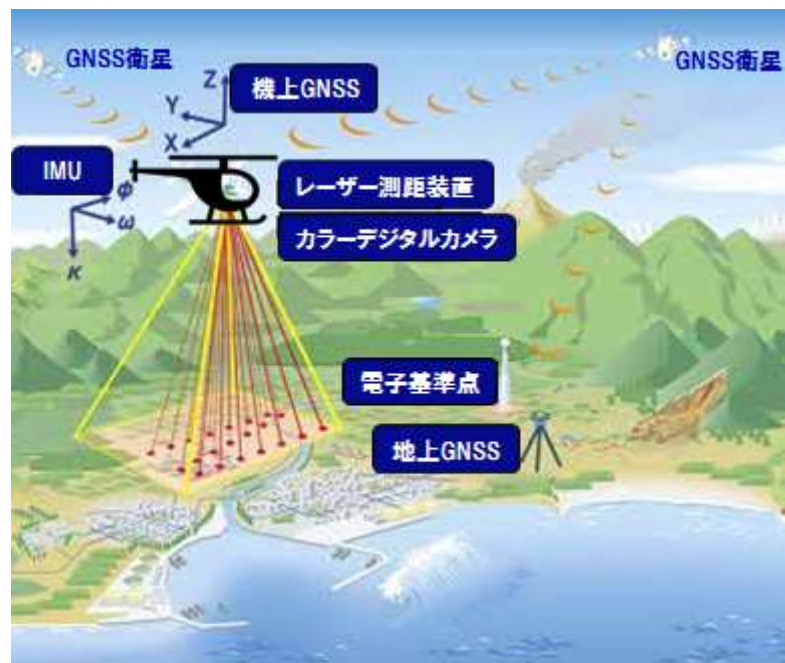 GNSS衛星
GNSS衛星
Z
機上GNSS
Y
X
IMU
レーザー測距装置
φ
ω
カラーデジタルカメラ
κ
電子基準点
地上GNSS